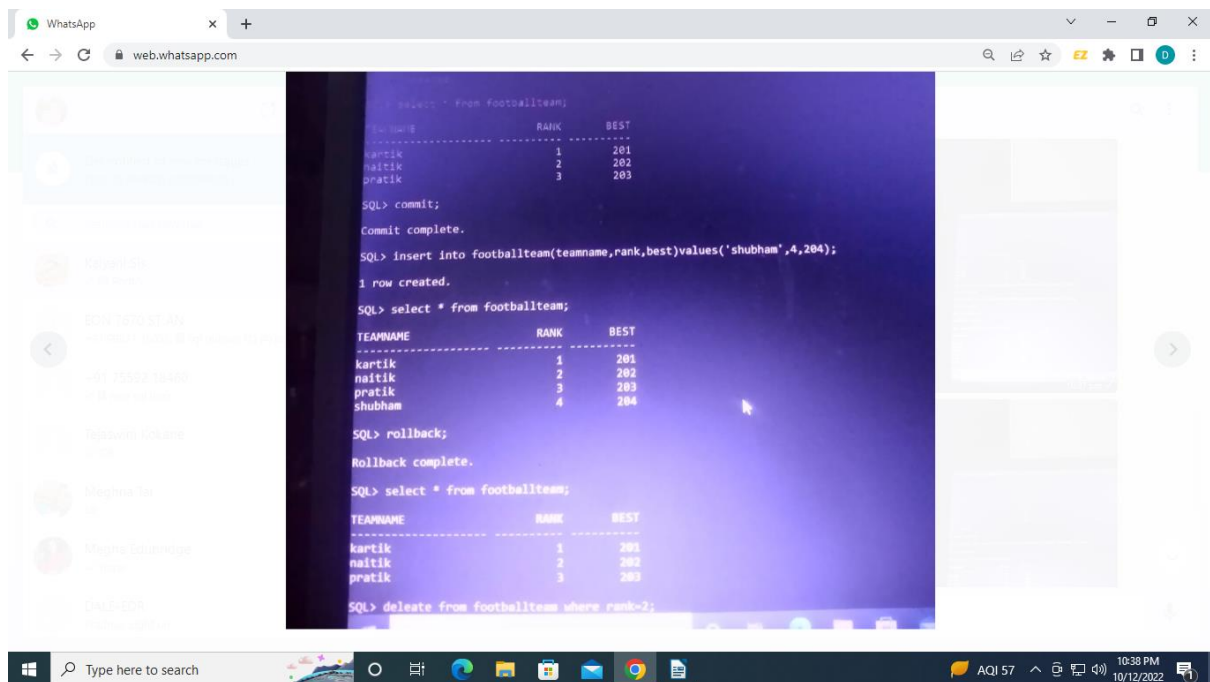 WhatsApp
web.whatsapp.com
D
select * from footballteam;
RANK BEST
kartik 1 201
naitik 2 202
pratik 3 203
SQL> commit;
Commit complete.
SQL> insert into footballteam(teamname,rank,best)values('shubham',4,204);
1 row created.
SQL> select * from footballteam;
TEAMNAME RANK BEST
kartik 1 201
naitik 2 202
pratik 3 203
shubham 4 204
SQL> rollback;
Rollback complete.
SQL> select * from footballteam;
TEAMNAME RANK BEST
kartik 1 201
naitik 2 202
pratik 3 203
SQL> deleate from footballteam where rank=2;
Type here to search
AQI 57
10:38 PM
10/12/2022